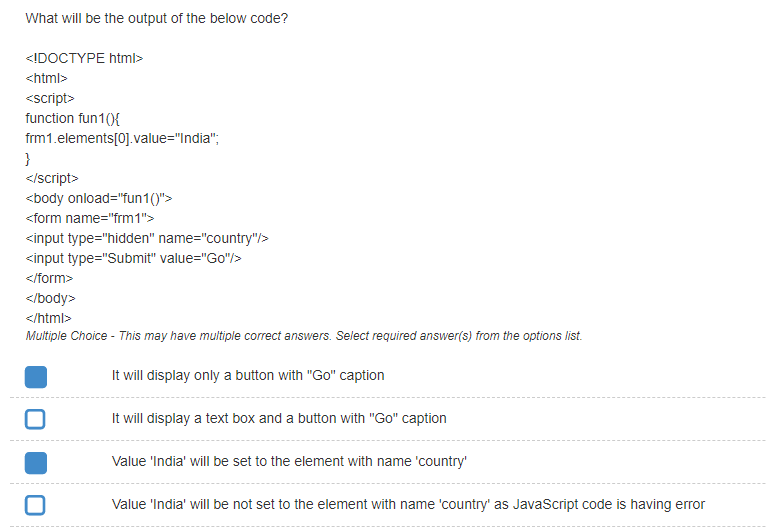 What will be the output of the below code?
<!DOCTYPE html>
<html>
<script>
function fun1(){
frm1.elements[0].value="India";
}
</script>
<body onload="fun1()">
<form name="frm1">
<input type="hidden" name="country"/>
<input type="Submit" value="Go"/>
</form>
</body>
</html>
Multiple Choice - This may have multiple correct answers. Select required answer(s) from the options list.
It will display only a button with "Go" caption
It will display a text box and a button with "Go" caption
Value 'India' will be set to the element with name 'country'
Value 'India' will be not set to the element with name 'country' as JavaScript code is having error